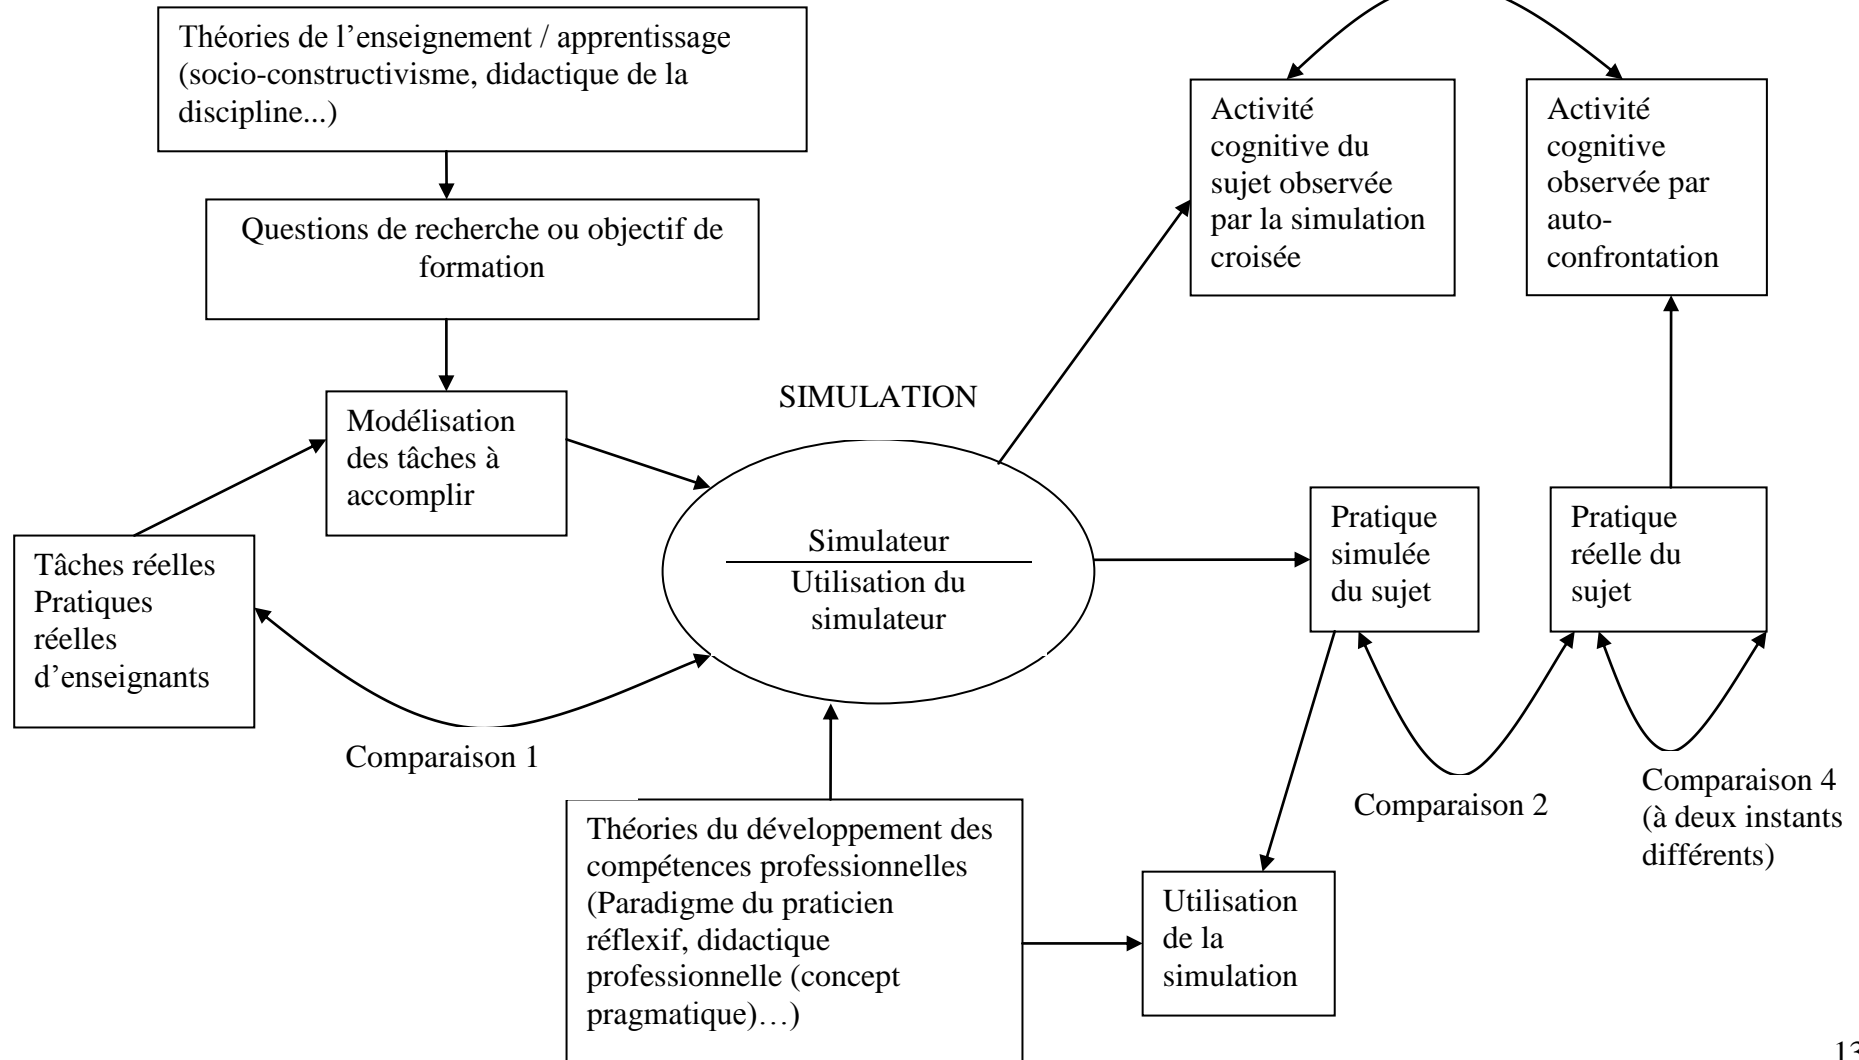 Théories de l’enseignement / apprentissage
(socio-constructivisme, didactique de la
discipline...)
Questions de recherche ou objectif de
formation
Modélisation
des tâches à
accomplir
Tâches réelles
Pratiques
réelles
d’enseignants
Comparaison 1
SIMULATION
Simulateur
Utilisation du
simulateur
Activité
cognitive du
sujet observée
par la simulation
croisée
Activité
cognitive
observée par
auto-
confrontation
Pratique
simulée
du sujet
Pratique
réelle du
sujet
Comparaison 2
Comparaison 4
(à deux instants
différents)
Théories du développement des
compétences professionnelles
(Paradigme du praticien
réflexif, didactique
professionnelle (concept
pragmatique)…)
Utilisation
de la
simulation
13